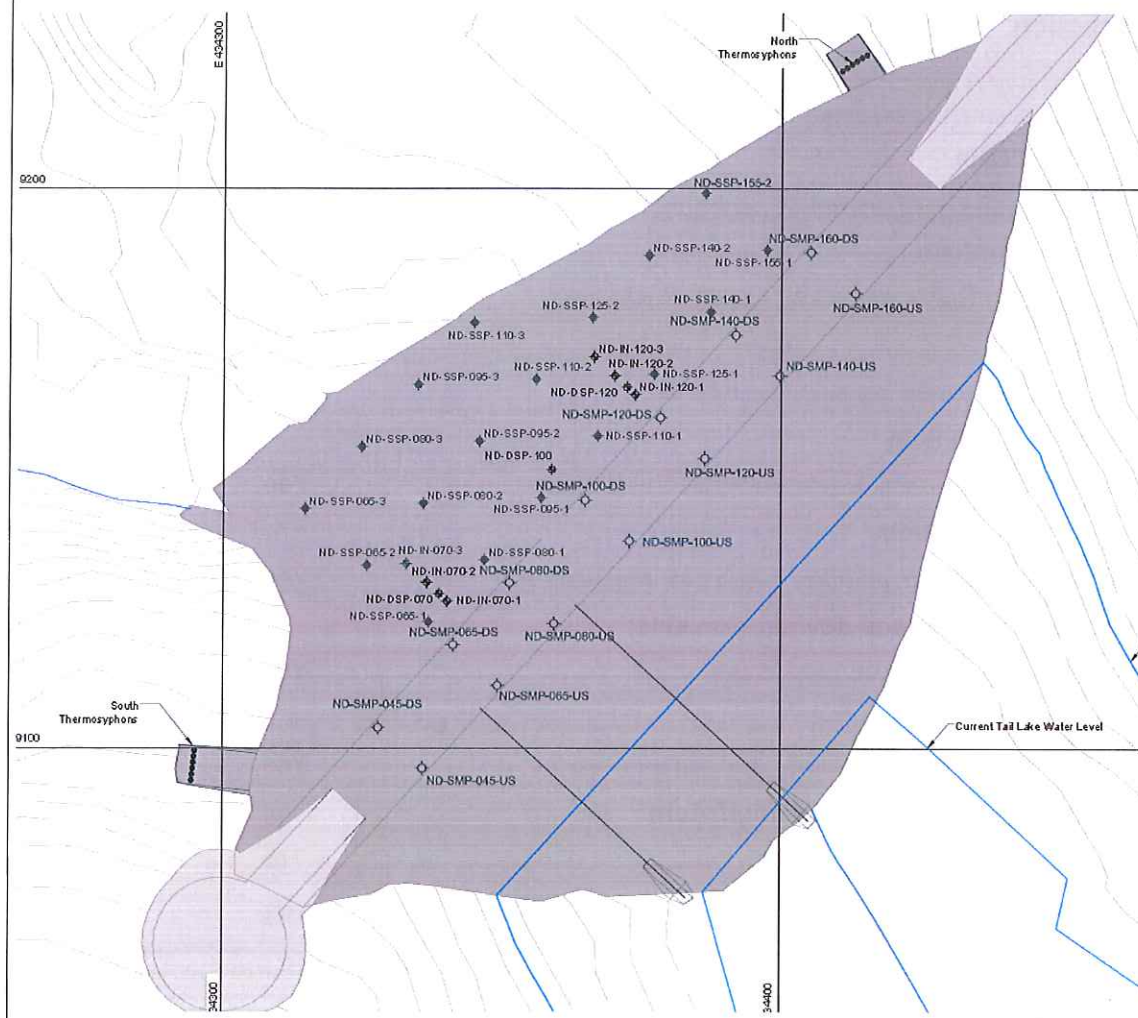 E 434300
North
Thermosyphons
9200
ND-SSP-155-2
ND-SSP-140-2
ND-SMP-160-DS
ND-SSP-155-1
ND-SMP-160-US
ND-SSP-125-2
ND-SSP-140-1
ND-SSP-110-3
ND-SMP-140-DS
ND-IN-120-3
ND-SSP-110-2
ND-IN-120-2
ND-SSP-125-1
ND-SMP-140-US
ND-SSP-095-3
ND-DSP-120
ND-IN-120-1
ND-SMP-120-DS
ND-SSP-080-3
ND-SSP-095-2
ND-SSP-110-1
ND-DSP-100
ND-SMP-120-US
ND-SMP-100-DS
ND-SSP-080-2
ND-SSP-065-3
ND-SSP-095-1
ND-SMP-100-US
ND-SSP-065-2
ND-IN-070-3
ND-SSP-080-1
ND-IN-070-2
ND-SMP-080-DS
ND-DSP-070
ND-IN-070-1
ND-SSP-065-1
ND-SMP-065-DS
ND-SMP-080-US
ND-SMP-065-US
South
Thermosyphons
ND-SMP-045-DS
9100
Current Tail Lake Water Level
ND-SMP-045-US
34300
34400